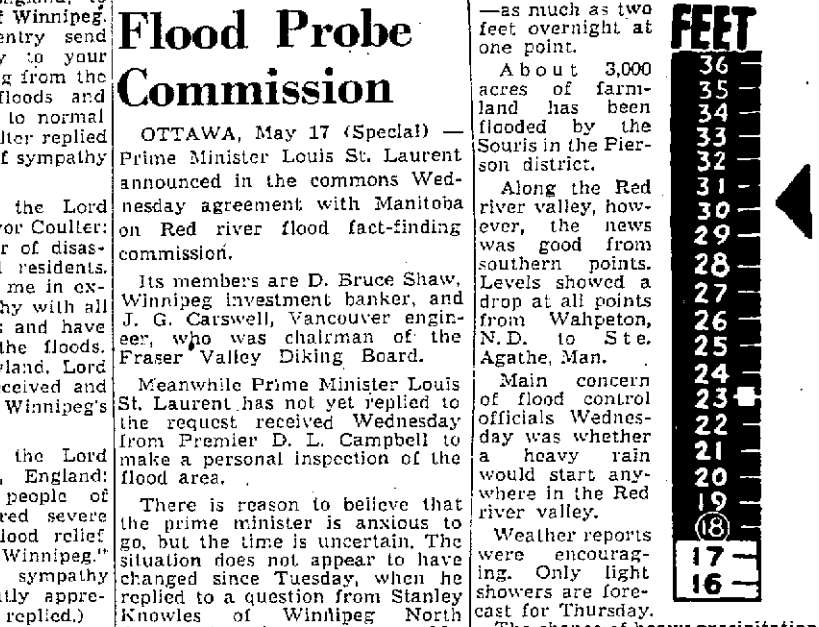 f Winnipeg.
entry send
y to your
g from the
floods and
to normal
lter replied
f sympathy
the Lord
or Coulter:
r of disas-
l residents.
me in ex-
hy with all
s and have
the floods.
land. Lord
ceived and
Winnipeg's
the Lord
, England:
people of
red severe
lood relief
Winnipeg."
sympathy
tly appre-
replied.)
Flood Probe
Commission
OTTAWA, May 17 (Special) —
Prime Minister Louis St. Laurent
announced in the commons Wed-
nesday agreement with Manitoba
on Red river flood fact-finding
commission.
Its members are D. Bruce Shaw,
Winnipeg investment banker, and
J. G. Carswell, Vancouver engin-
eer, who was chairman of the
Fraser Valley Diking Board.
Meanwhile Prime Minister Louis
St. Laurent has not yet replied to
the request received Wednesday
from Premier D. L. Campbell to
make a personal inspection of the
flood area.
There is reason to believe that
the prime minister is anxious to
go, but the time is uncertain. The
situation does not appear to have
changed since Tuesday, when he
replied to a question from Stanley
Knowles of Winnipeg North
—as much as two
feet overnight at
one point.
About 3,000
acres of farm-
land has been
flooded by the
Souris in the Pier-
son district.
Along the Red
river valley, how-
ever, the news
was good from
southern points.
Levels showed a
drop at all points
from Wahpeton,
N.D. to Ste.
Agathe, Man.
Main concern
of flood control
officials Wednes-
day was whether
a heavy rain
would start any-
where in the Red
river valley.
Weather reports
were encourag-
ing. Only light
showers are fore-
cast for Thursday.
The chance of heavy precipitation
FEET
36
35
34
33
32
31
30
29
28
27
26
25
24
23
22
21
20
19
18
17
16